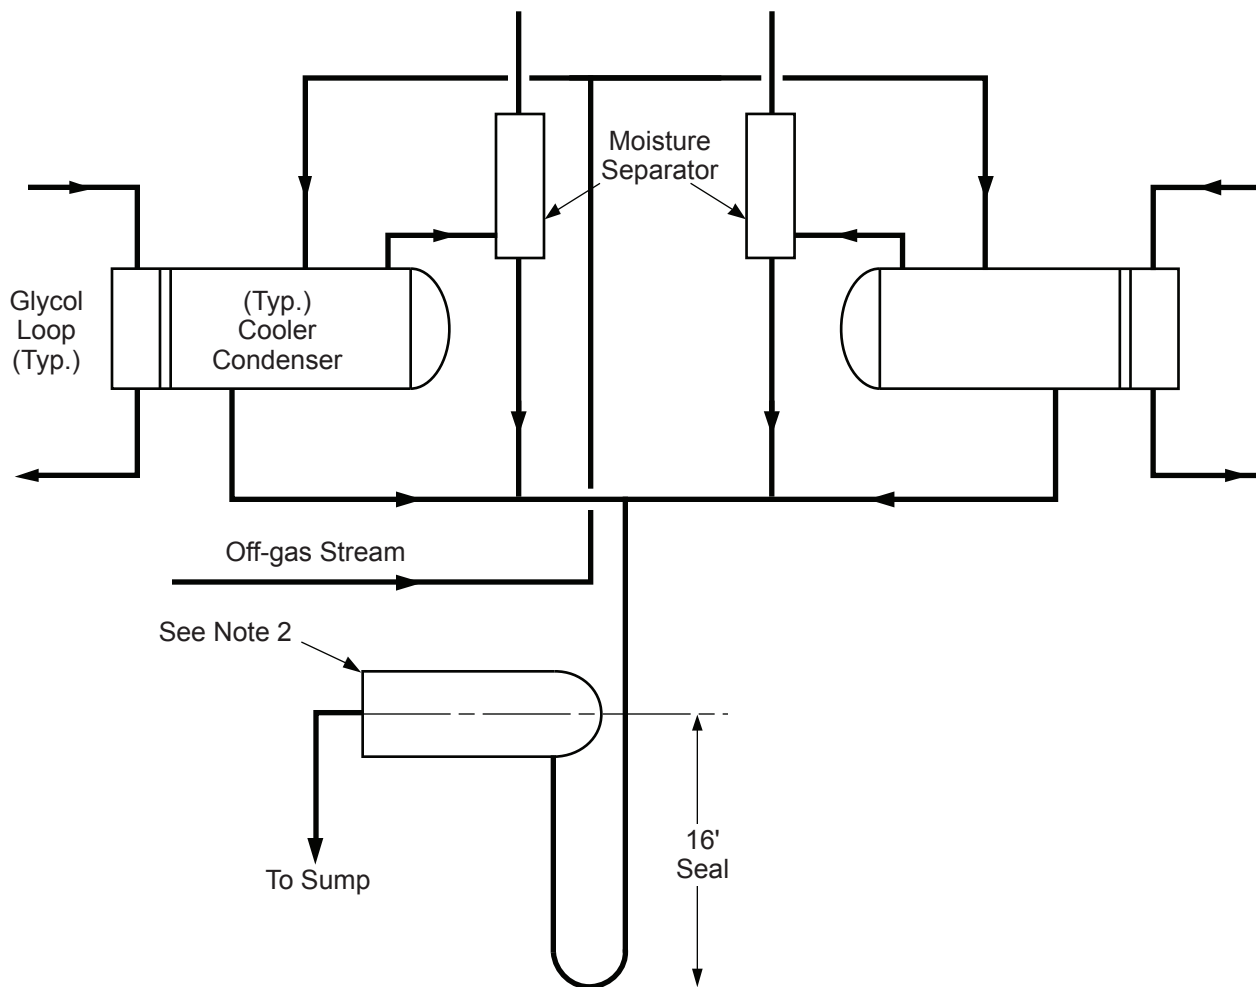 Moisture
Separator
Glycol
Loop
(Typ.)
(Typ.)
Cooler
Condenser
Off-gas Stream
See Note 2
16'
Seal
To Sump